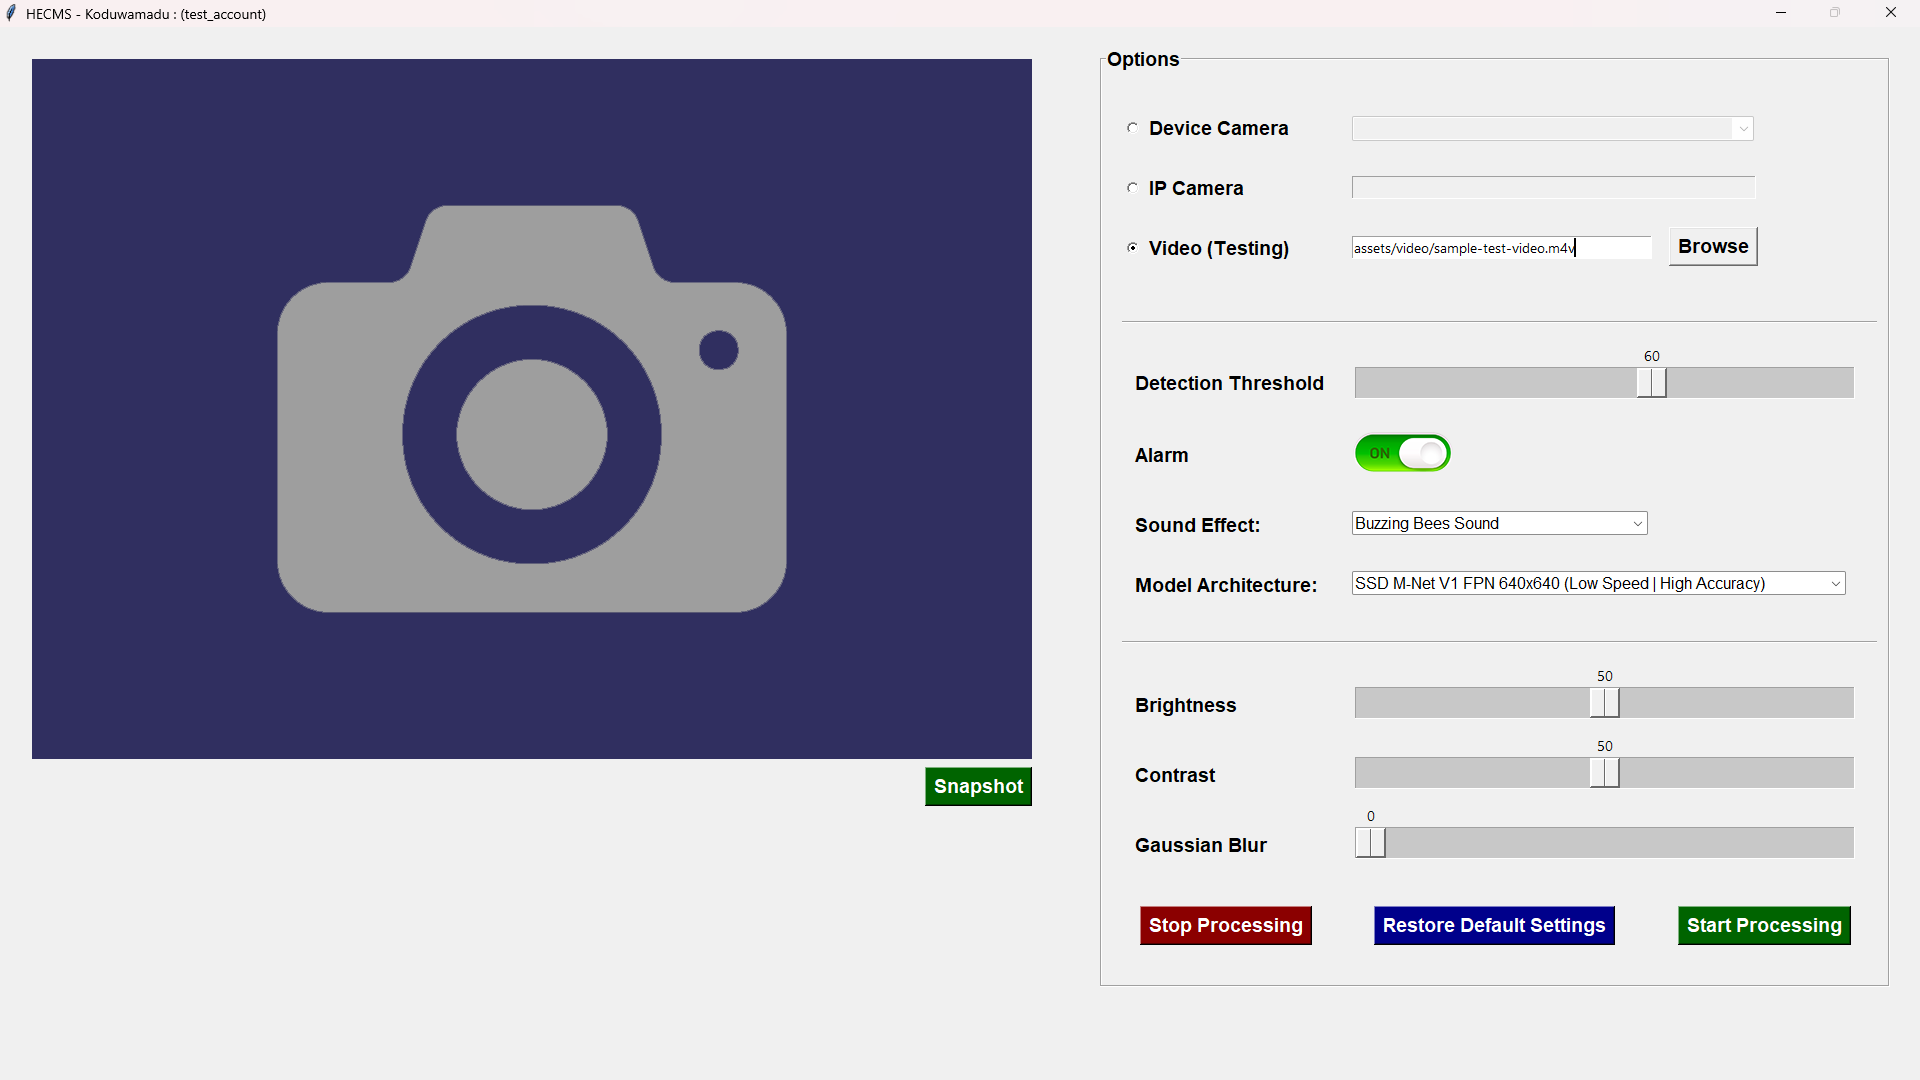 HECMS - Koduwamadu : (test_account)
Options
Device Camera
IP Camera
Video (Testing)
assets/video/sample-test-video.m4v
Browse
60
Detection Threshold
Alarm
ON
Sound Effect:
Buzzing Bees Sound
Model Architecture:
SSD M-Net V1 FPN 640x640 (Low Speed | High Accuracy)
50
Brightness
50
Contrast
0
Gaussian Blur
Snapshot
Stop Processing
Restore Default Settings
Start Processing